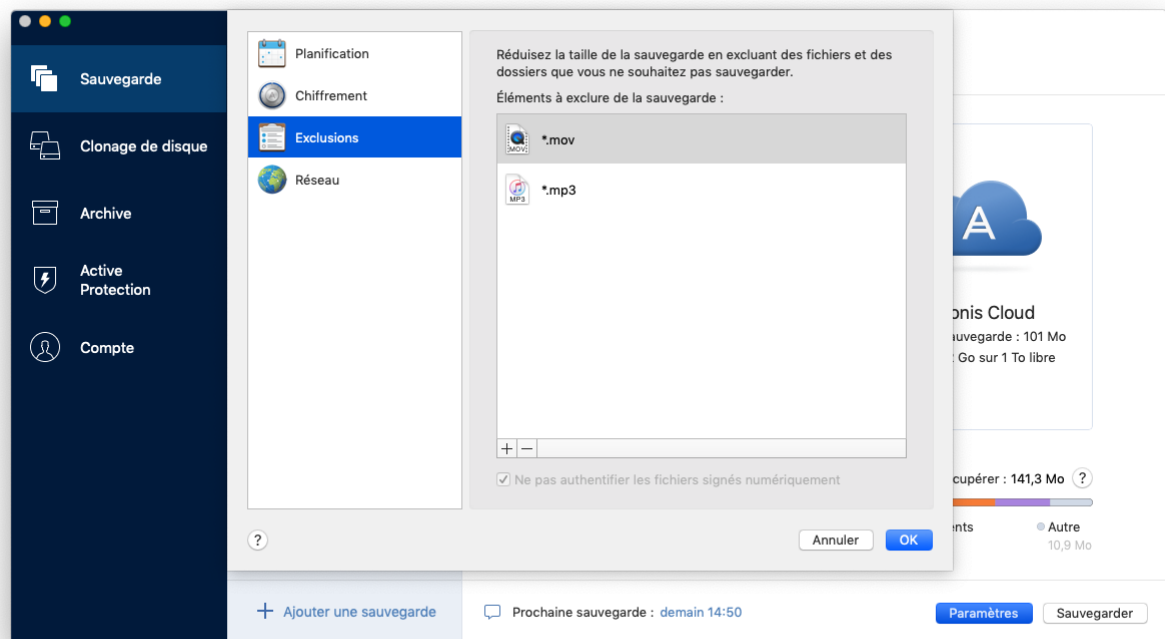 Sauvegarde
Clonage de disque
Archive
Active
Protection
Compte
Planification
Chiffrement
Exclusions
Réseau
Réduisez la taille de la sauvegarde en excluant des fichiers et des
dossiers que vous ne souhaitez pas sauvegarder.
Éléments à exclure de la sauvegarde :
MOV
*.mov
MP3
*.mp3
Ne pas authentifier les fichiers signés numériquement
?
Annuler
OK
A
onis Cloud
auvegarde : 101 Mo
Go sur 1 To libre
cupérer : 141,3 Mo ?
nts
Autre
10,9 Mo
+ Ajouter une sauvegarde
Prochaine sauvegarde : demain 14:50
Paramètres
Sauvegarder